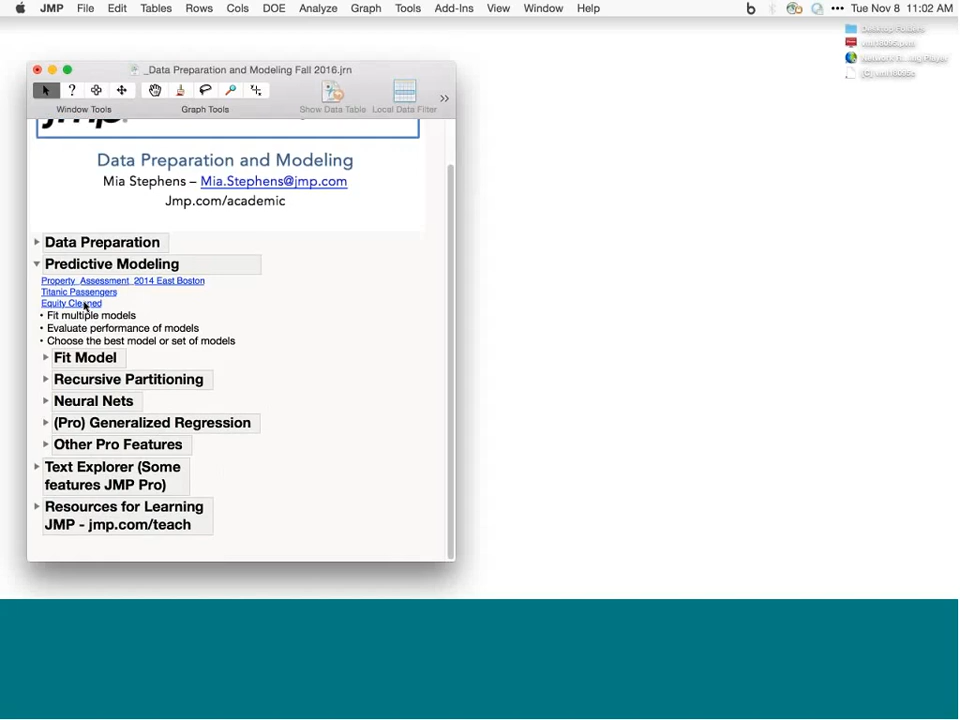 JMP File Edit Tables Rows Cols DOE Analyze Graph Tools Add-Ins View Window Help Tue Nov 8 11:02 AM
Desktop Folders
_Data Preparation and Modeling Fall 2016.jrn
Show Data Table Local Data Filter
Window Tools Graph Tools
jmp
Data Preparation and Modeling
Mia Stephens – Mia.Stephens@jmp.com
Jmp.com/academic
Data Preparation
Predictive Modeling
Property_Assessment_2014 East Boston
Titanic Passengers
Equity Cleaned
• Fit multiple models
• Evaluate performance of models
• Choose the best model or set of models
Fit Model
Recursive Partitioning
Neural Nets
(Pro) Generalized Regression
Other Pro Features
Text Explorer (Some
features JMP Pro)
Resources for Learning
JMP - jmp.com/teach